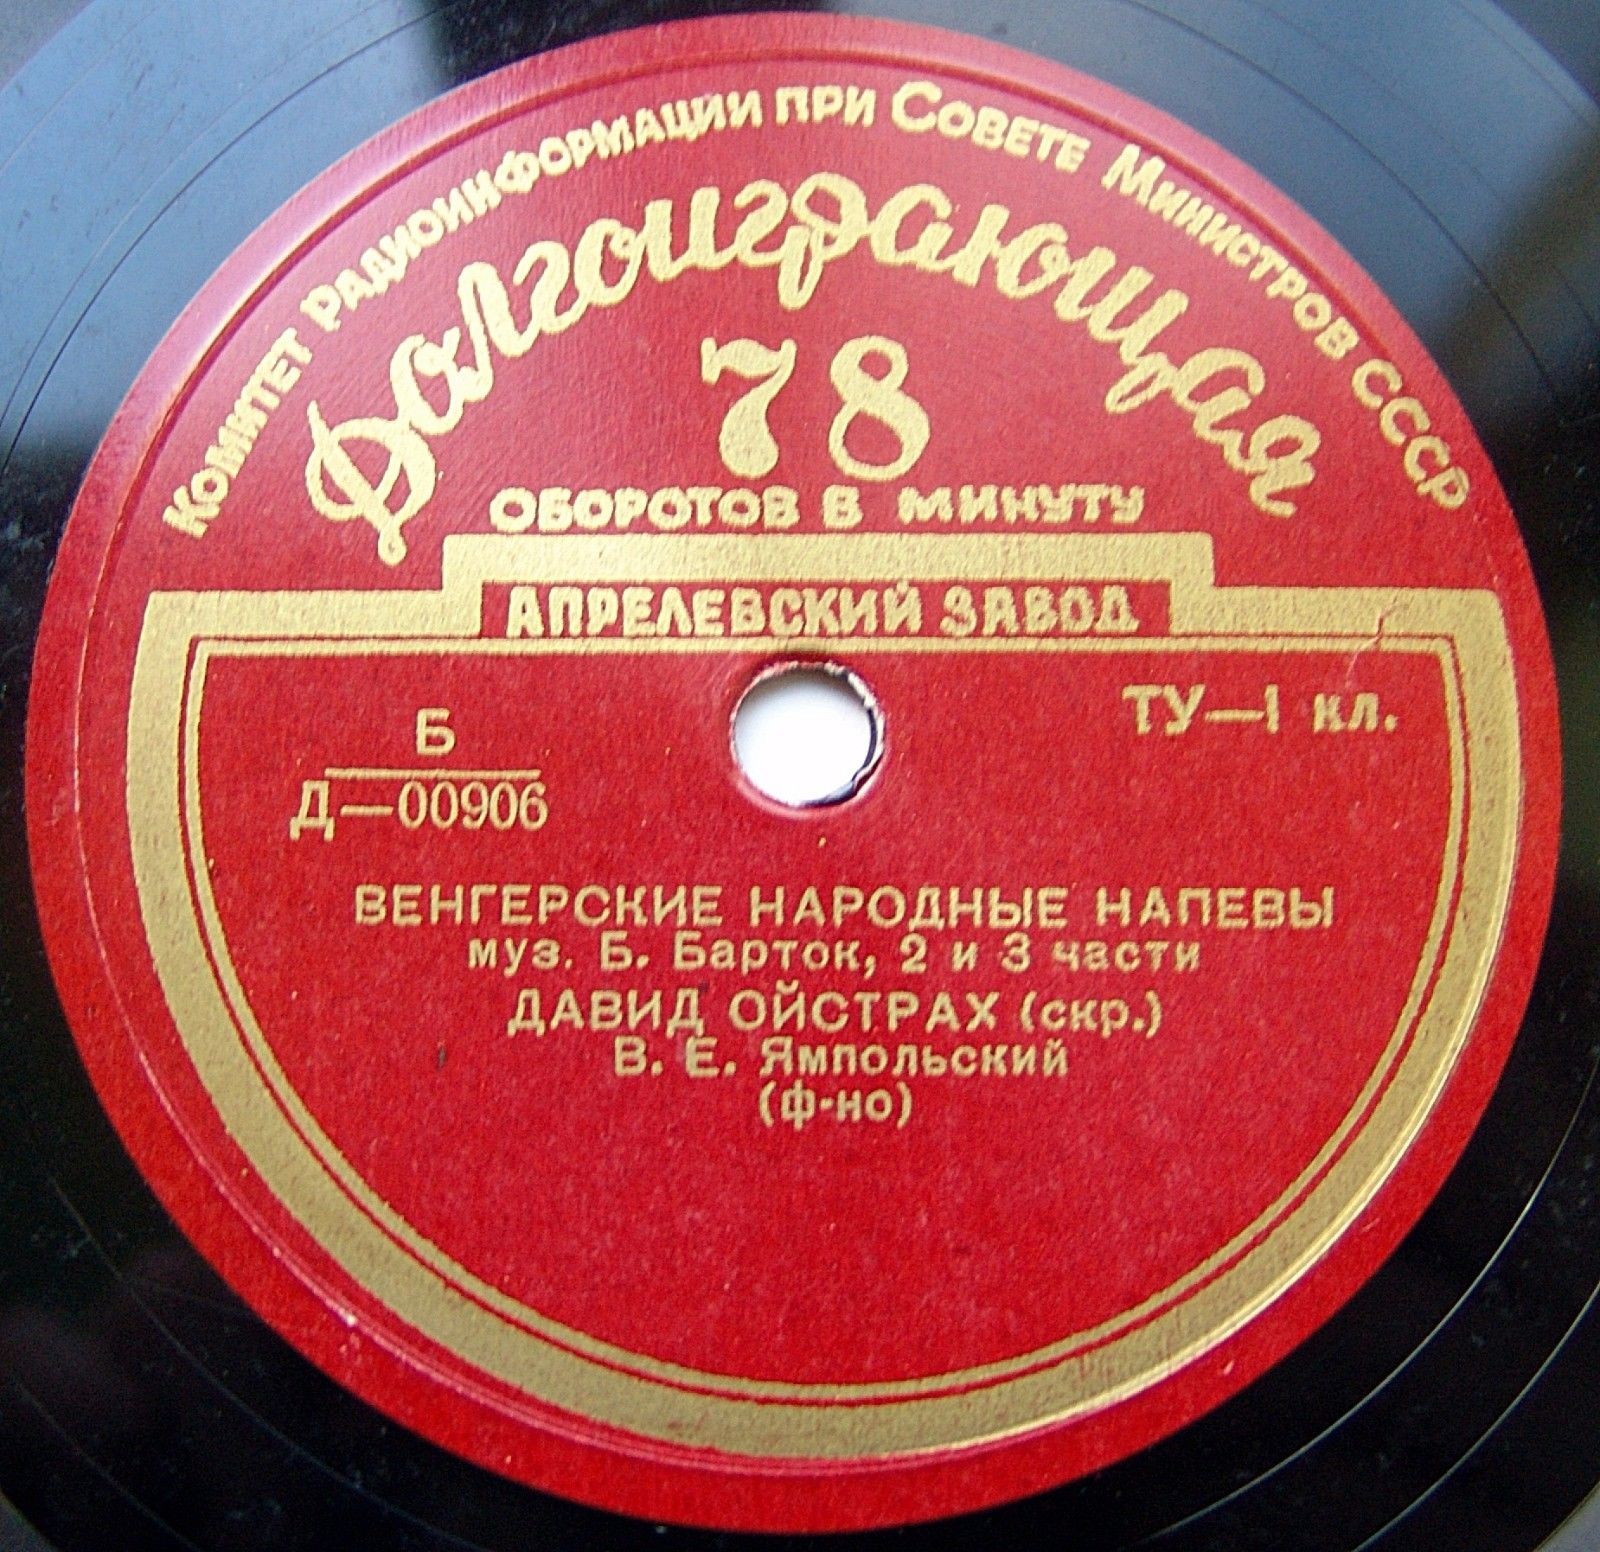 Комитет Радиоинформации при Совете Министров СССР
Долгоиграющая
78
ОБОРОТОВ В МИНУТУ
АПРЕЛЕВСКИЙ ЗАВОД
ТУ—I кл.
Б
Д—00906
ВЕНГЕРСКИЕ НАРОДНЫЕ НАПЕВЫ
муз. Б. Барток, 2 и 3 части
ДАВИД ОЙСТРАХ (скр.)
В. Е. Ямпольский
(ф-но)